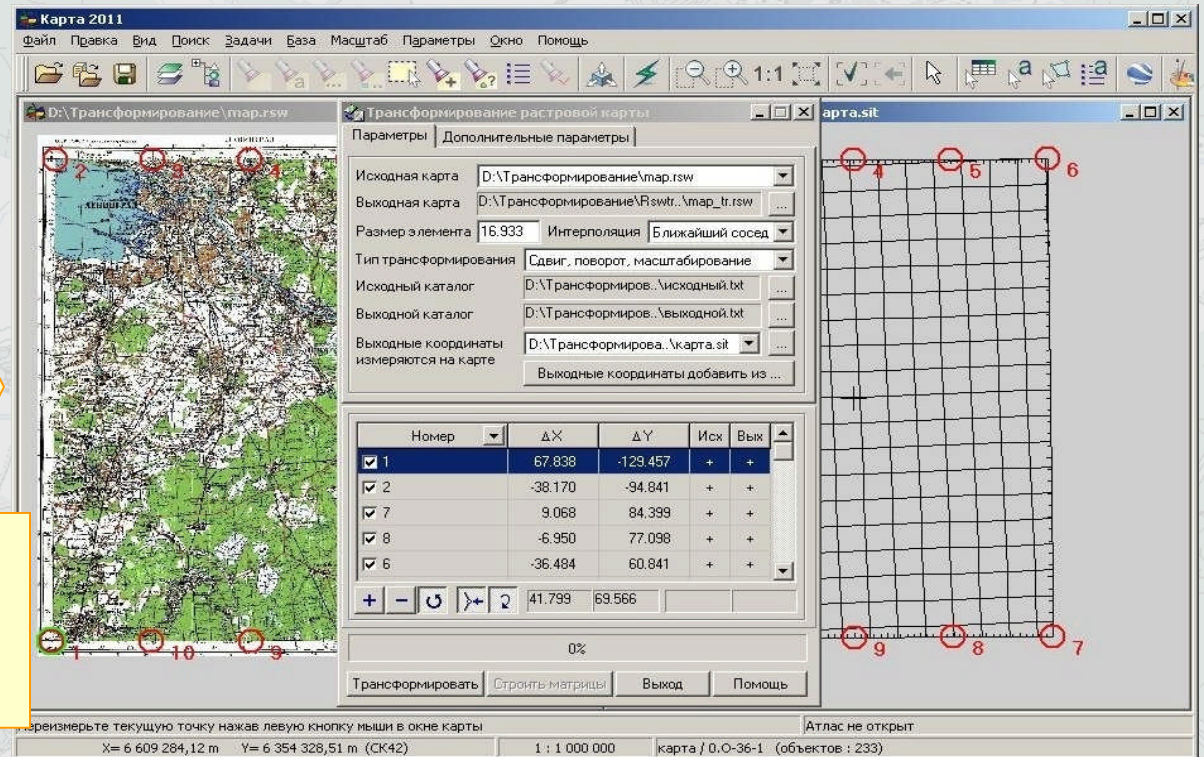 Карта 2011
Файл Правка Вид Поиск Задачи База Масштаб Параметры Окно Помощь
1:1
D:\Трансформирование\map.rsw
Трансформирование растровой карты
арта.sit
Параметры Дополнительные параметры
Исходная карта D:\Трансформирование\map.rsw
Выходная карта D:\Трансформирование\Rswtr..\map_tr.rsw ...
Размер элемента 16.933 Интерполяция Ближайший сосед
Тип трансформирования Сдвиг, поворот, масштабирование
Исходный каталог D:\Трансформиров..\исходный.txt ...
Выходной каталог D:\Трансформиров..\выходной.txt ...
Выходные координаты D:\Трансформирова..\карта.sit ...
измеряются на карте
Выходные координаты добавить из ...
Номер ΔX ΔY Исх Вых
1 67.838 -129.457 + +
2 -38.170 -94.841 + +
7 9.068 84.399 + +
8 -6.950 77.098 + +
6 -36.484 60.841 + +
41.799 69.566
0%
Трансформировать Строить матрицы Выход Помощь
2 3 4
ЛЕНИНГРАД
1 10 9
4 5 6
9 8 7
Переизмерьте текущую точку нажав левую кнопку мыши в окне карты Атлас не открыт
X= 6 609 284,12 m Y= 6 354 328,51 m (СК42) 1 : 1 000 000 карта / 0.O-36-1 (объектов : 233)